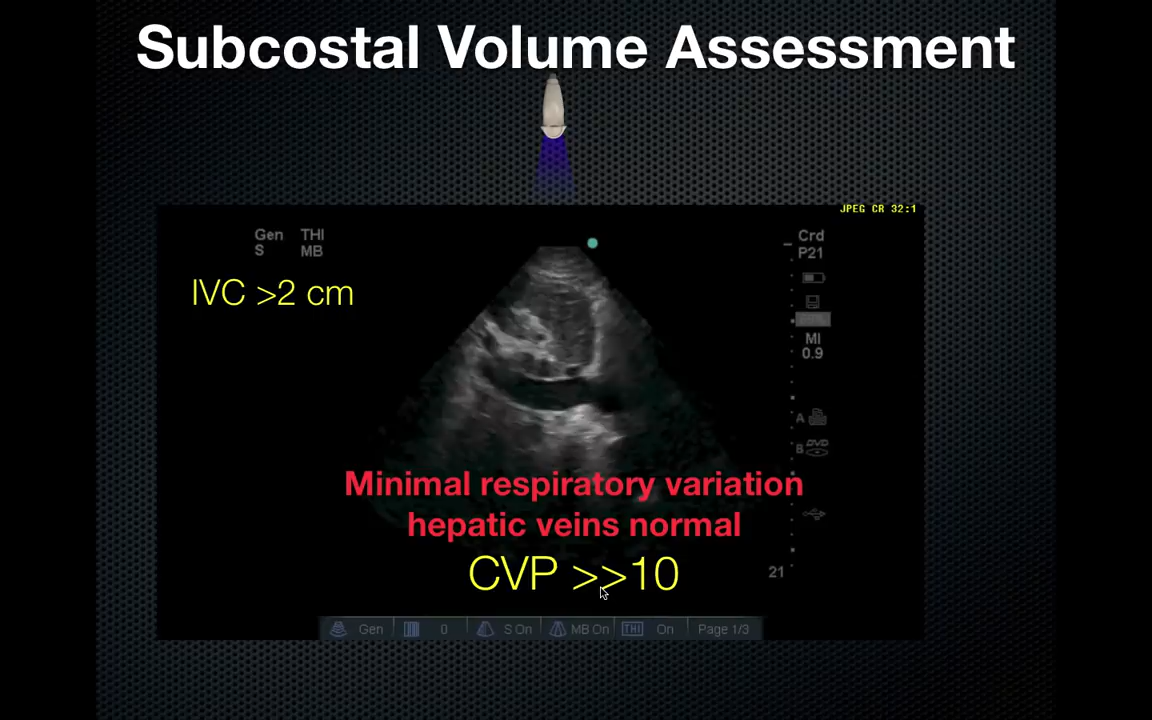 Subcostal Volume Assessment
JPEG CR 32:1
Gen THI
S MB
Crd
P21
IVC >2 cm
MI
0.9
A
B DVD
Minimal respiratory variation
hepatic veins normal
CVP >>10
21
Gen 0 S On MB On THI On Page 1/3